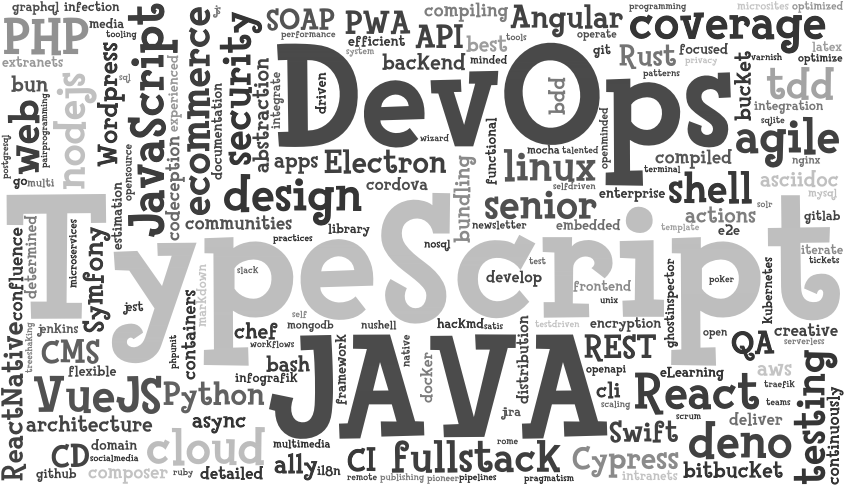 graphql infection
PHP
media
tooling
extranets
bun
Wordpress
sql
JavaScript
experienced
codeception
ecommerce
documentation
security
abstraction
integrate
SOAP
performance
PWA
efficient
system
compiling
API
best
tools
backend
minded
Angular
operate
programming
microsites
optimized
coverage
git
Rust
focused
privacy
patterns
bucket
varnish
latex
optimize
tdd
integration
sqlite
agile
nginx
DevOps
driven
wizard
bdd
web
pairprogramming
postgresql
nodejs
go
multi
opensource
estimation
apps
Electron
cordova
design
communities
library
practices
functional
mocha
talented
openminded
linux
selfdriven
bundling
senior
newsletter
embedded
enterprise
compiled
terminal
shell
actions
asciidoc
mysql
solr
gitlab
template
e2e
iterate
tickets
TypeScript
determined
microservices
confluence
ReactNative
Symfony
markdown
slack
nosql
test
develop
frontend
unix
poker
ghostinspector
kubernetes
jest
containers
phpunit
jenkins
treeshaking
CMS
flexible
self
mongodb
chef
workflows
nushell
hackmd
satis
testdriven
encryption
open
QA
creative
serverless
JAVA
bash
infografik
framework
native
docker
distribution
jira
REST
openapi
cli
scaling
eLearning
React
aws
traefik
teams
testing
continuously
VueJS
Python
architecture
async
scrum
deliver
Swift
deno
CD
domain
socialmedia
cloud
multimedia
rome
github
composer
ruby
detailed
ally
i18n
CI
fullstack
Cypress
intranets
bitbucket
remote
publishing
pioneer
pipelines
pragmatism